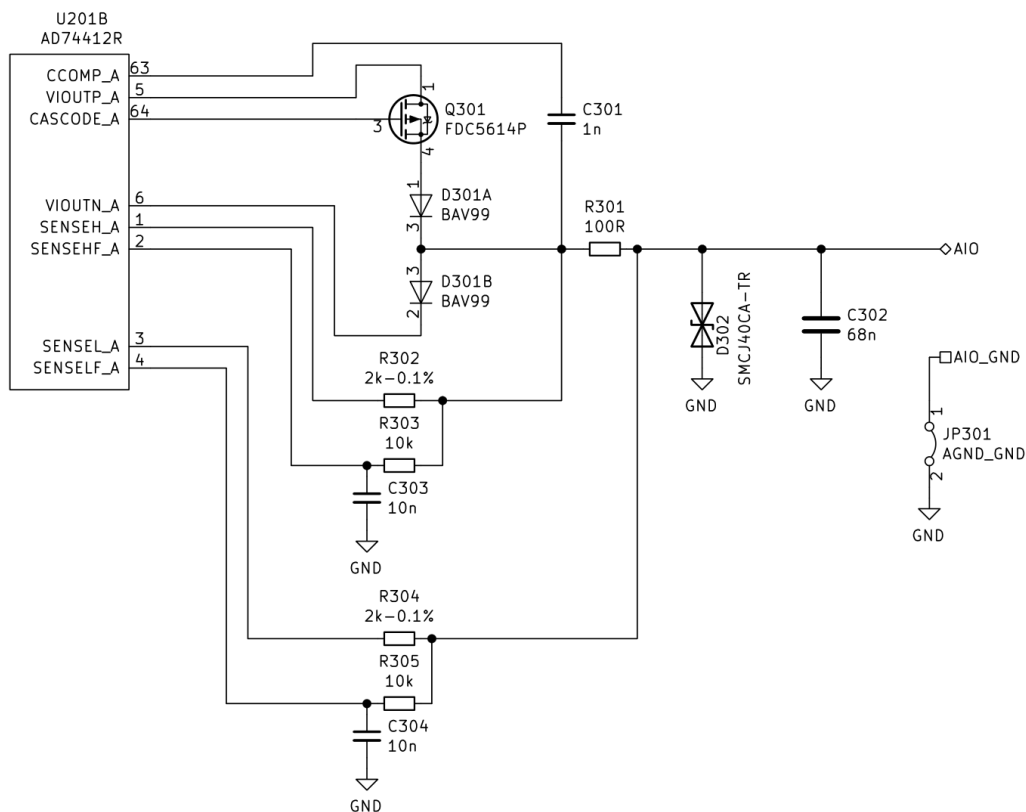 U201B
AD74412R
CCOMP_A 63
VIOUTP_A 5
CASCODE_A 64
VIOUTN_A 6
SENSEH_A 1
SENSEHF_A 2
SENSEL_A 3
SENSELF_A 4
1
3
4
Q301
FDC5614P
C301
1n
1
3
D301A
BAV99
3
2
D301B
BAV99
R301
100R
AIO
D302
SMCJ40CA-TR
GND
C302
68n
GND
AIO_GND
1
2
JP301
AGND_GND
GND
R302
2k-0.1%
R303
10k
C303
10n
GND
R304
2k-0.1%
R305
10k
C304
10n
GND